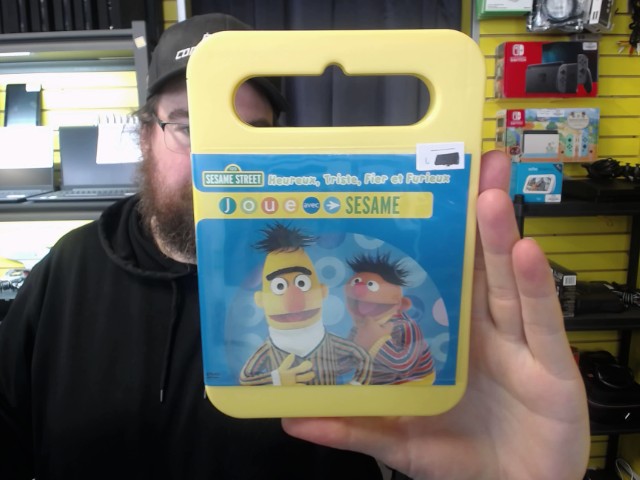 SESAME STREET
Heureux, Triste, Fier et Furieux
Joue avec SESAME